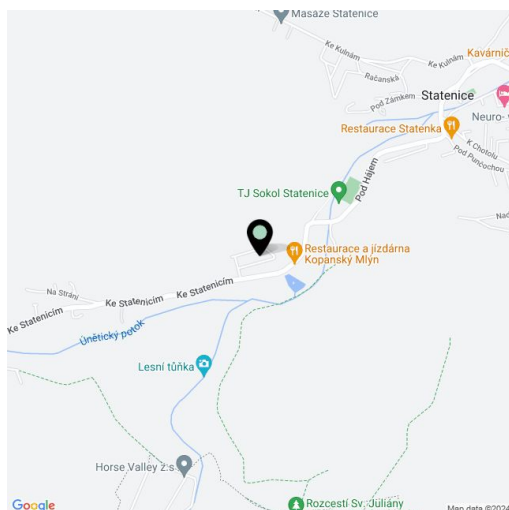 Masáže Statenice
Ke Kulnám
Račanská
Ke Kulnám
Kavárnič
Pod Zámkem
Statenice
Neuro-
Restaurace Statenka
K Chotolu
Pod Punčochou
TJ Sokol Statenice
Pod Hájem
Nad
Restaurace a jízdárna
Kopanský Mlýn
Na Stráni
Ke Statenicím
Ke Statenicím
Ke Statenicím
Únětický potok
Lesní tůňka
Horse Valley z.s.
Rozcestí Sv. Juliány
Google
Map data ©2024